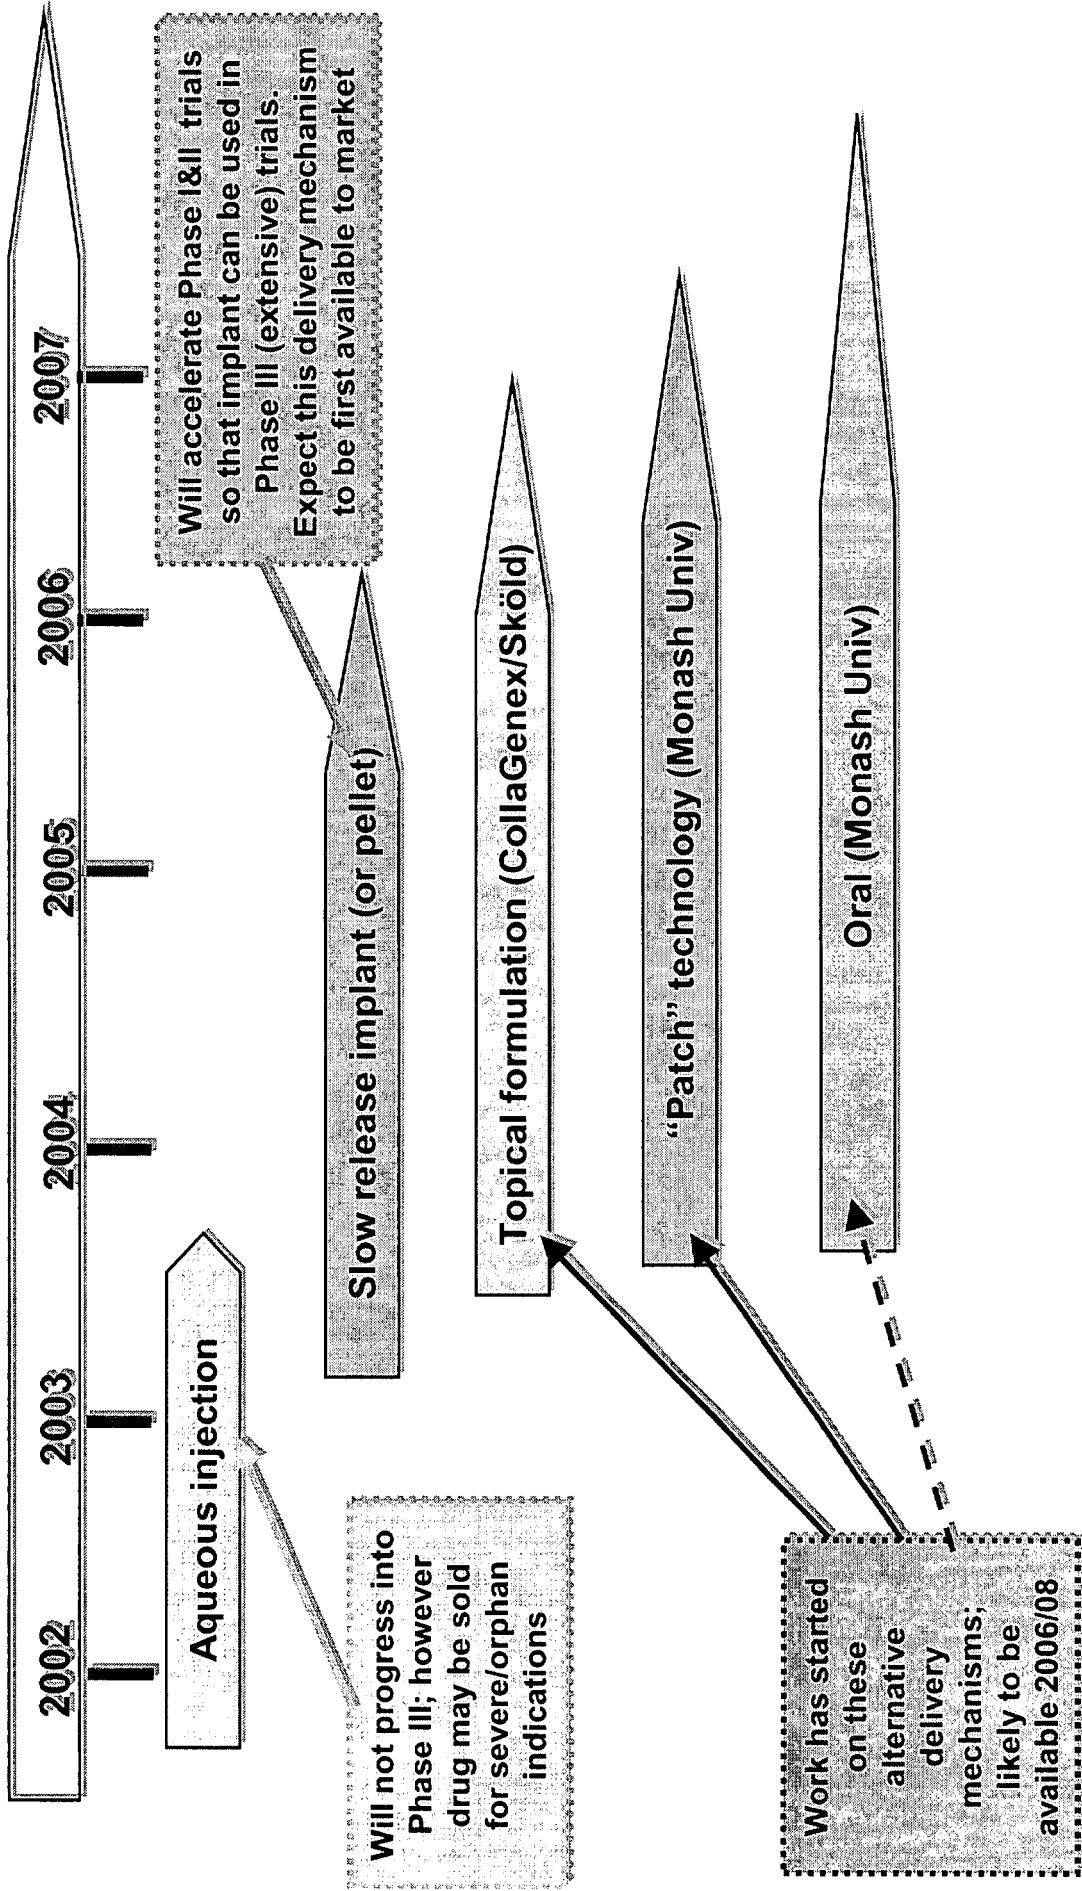 2002 2003 2004 2005 2006 2007
Aqueous injection
Will accelerate Phase I&II trials
so that implant can be used in
Phase III (extensive) trials.
Expect this delivery mechanism
to be first available to market
Slow release implant (or pellet)
Will not progress into
Phase III; however
drug may be sold
for severe/orphan
indications
Topical formulation (CollaGenex/Sköld)
“Patch” technology (Monash Univ)
Oral (Monash Univ)
Work has started
on these
alternative
delivery
mechanisms;
likely to be
available 2006/08